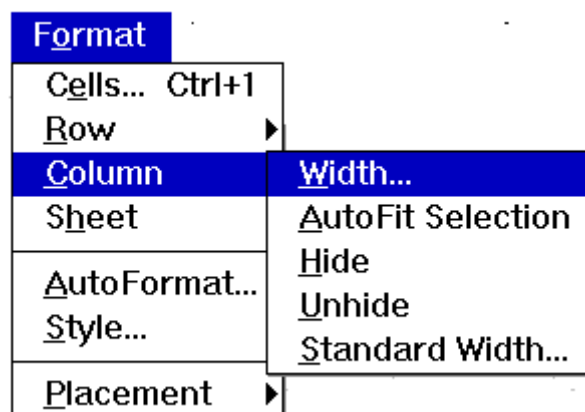 Format
Cells... Ctrl+1
Row
Column
Sheet
AutoFormat...
Style...
Placement
Width...
AutoFit Selection
Hide
Unhide
Standard Width...